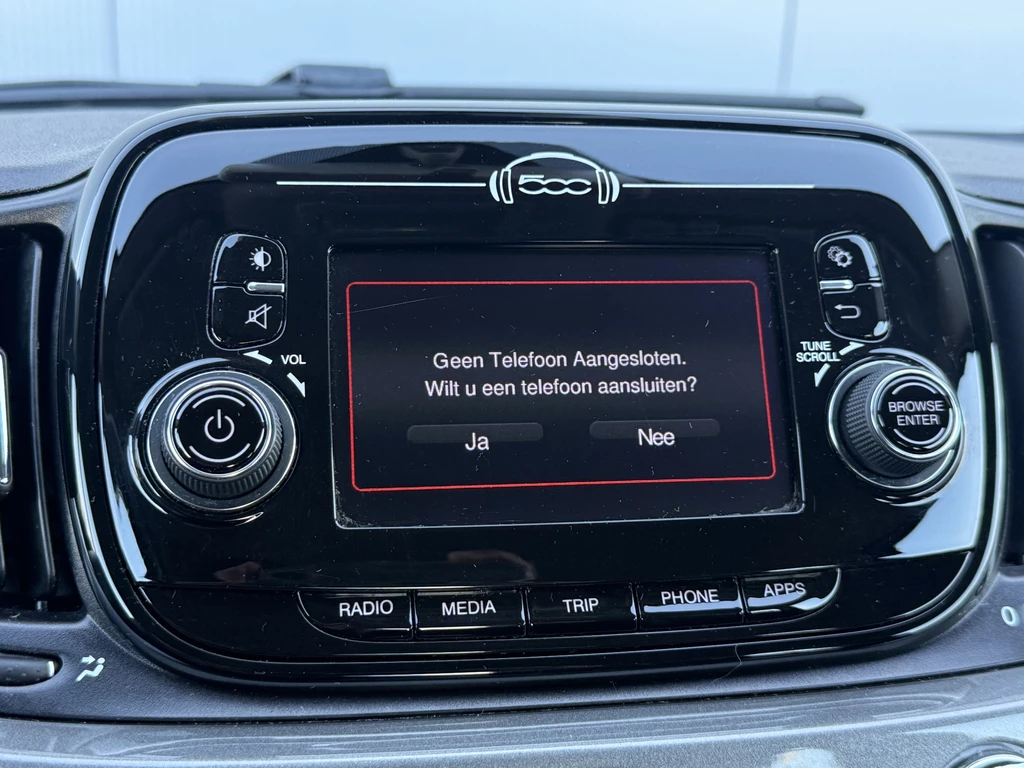 500
VOL
TUNE
SCROLL
Geen Telefoon Aangesloten.
Wilt u een telefoon aansluiten?
Ja
Nee
BROWSE
ENTER
RADIO
MEDIA
TRIP
PHONE
APPS
0